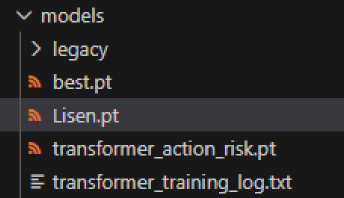 models
legacy
best.pt
Lisen.pt
transformer_action_risk.pt
transformer_training_log.txt